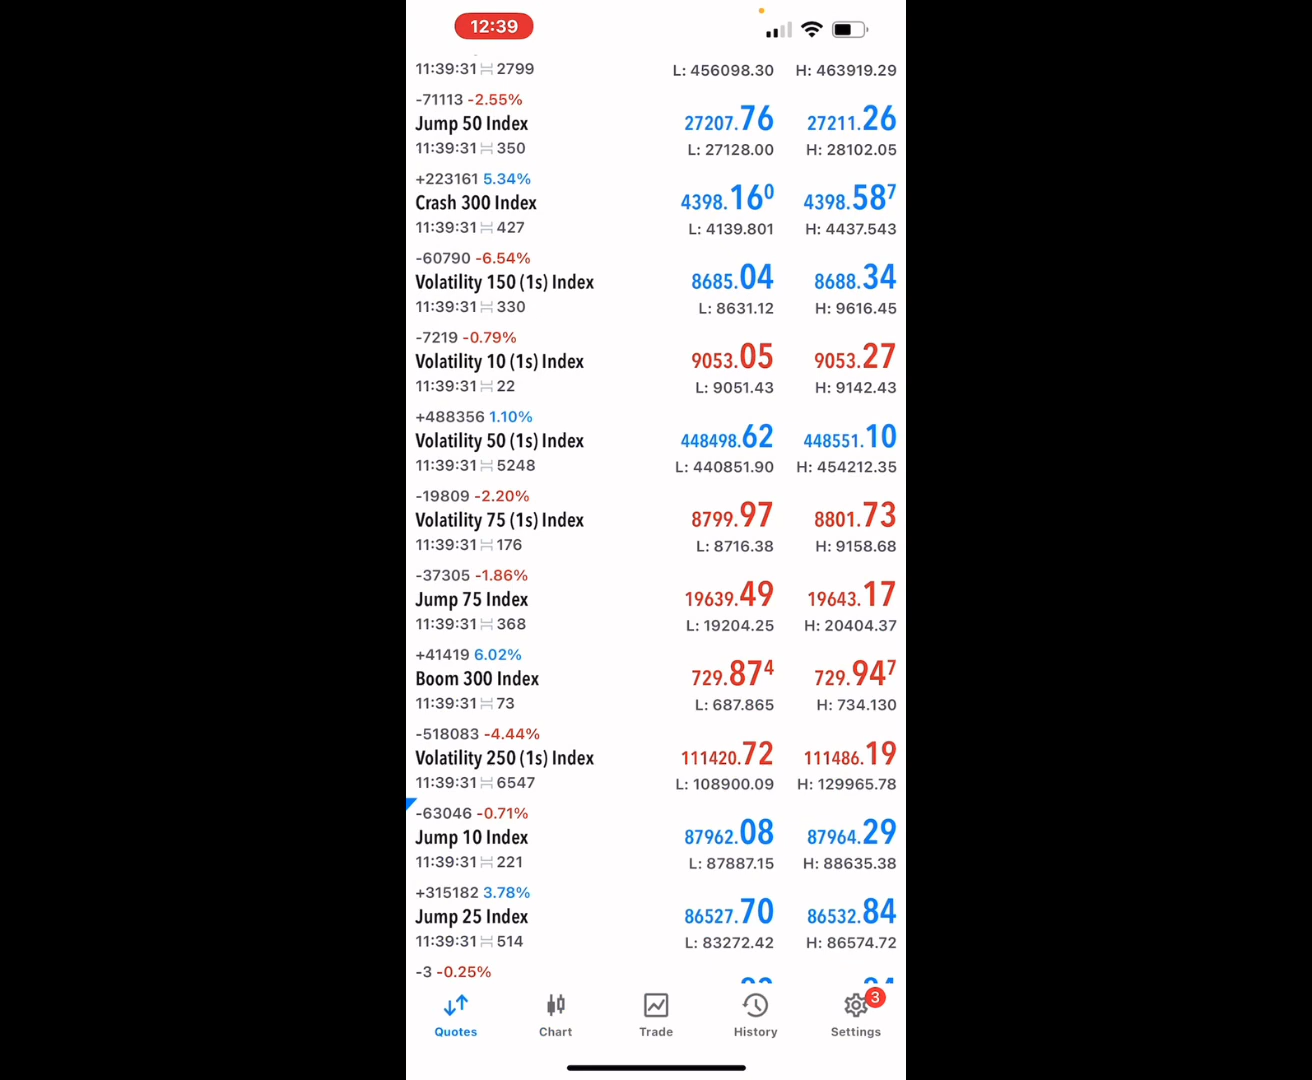 12:39
11:39:31 2799 L: 456098.30 H: 463919.29
-71113 -2.55%
Jump 50 Index 27207.76 27211.26
11:39:31 350 L: 27128.00 H: 28102.05
+223161 5.34%
Crash 300 Index 4398.160 4398.587
11:39:31 427 L: 4139.801 H: 4437.543
-60790 -6.54%
Volatility 150 (1s) Index 8685.04 8688.34
11:39:31 330 L: 8631.12 H: 9616.45
-7219 -0.79%
Volatility 10 (1s) Index 9053.05 9053.27
11:39:31 22 L: 9051.43 H: 9142.43
+488356 1.10%
Volatility 50 (1s) Index 448498.62 448551.10
11:39:31 5248 L: 440851.90 H: 454212.35
-19809 -2.20%
Volatility 75 (1s) Index 8799.97 8801.73
11:39:31 176 L: 8716.38 H: 9158.68
-37305 -1.86%
Jump 75 Index 19639.49 19643.17
11:39:31 368 L: 19204.25 H: 20404.37
+41419 6.02%
Boom 300 Index 729.874 729.947
11:39:31 73 L: 687.865 H: 734.130
-518083 -4.44%
Volatility 250 (1s) Index 111420.72 111486.19
11:39:31 6547 L: 108900.09 H: 129965.78
-63046 -0.71%
Jump 10 Index 87962.08 87964.29
11:39:31 221 L: 87887.15 H: 88635.38
+315182 3.78%
Jump 25 Index 86527.70 86532.84
11:39:31 514 L: 83272.42 H: 86574.72
-3 -0.25%
3
Quotes Chart Trade History Settings